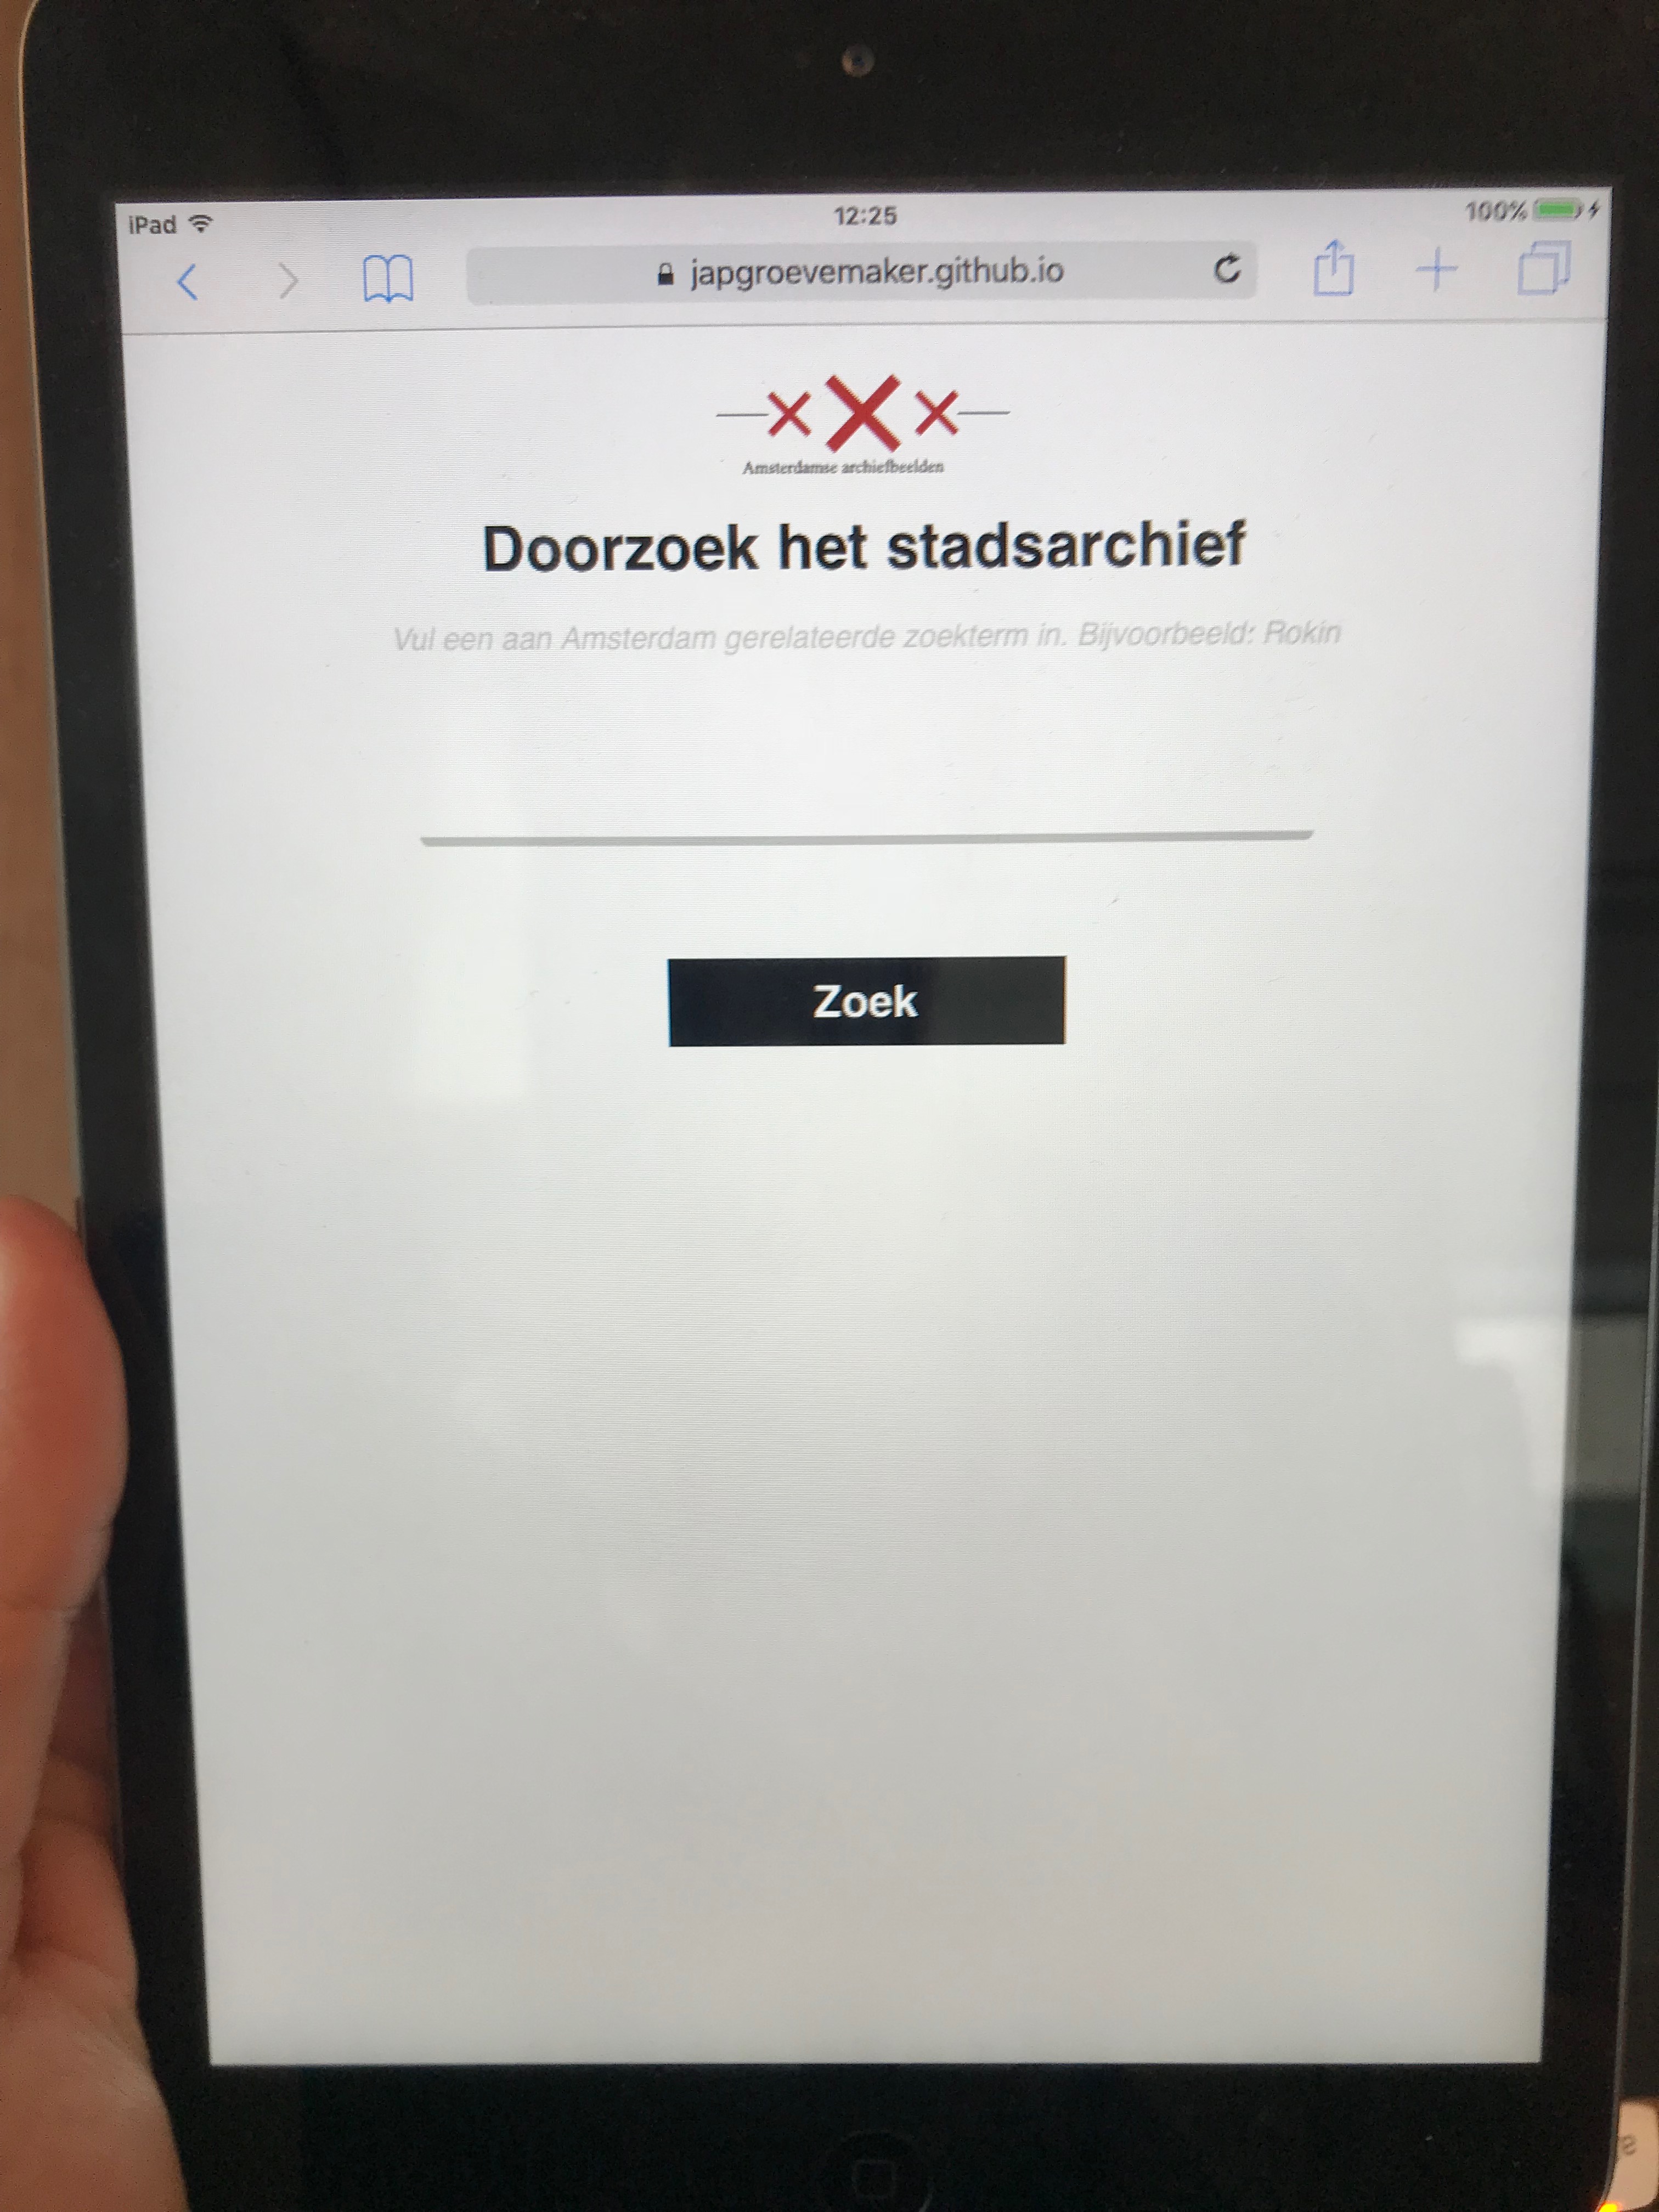 iPad
12:25
100%
japgroevemaker.github.io
xXx
Amsterdamse archiefbeelden
Doorzoek het stadsarchief
Vul een aan Amsterdam gerelateerde zoekterm in. Bijvoorbeeld: Rokin
Zoek